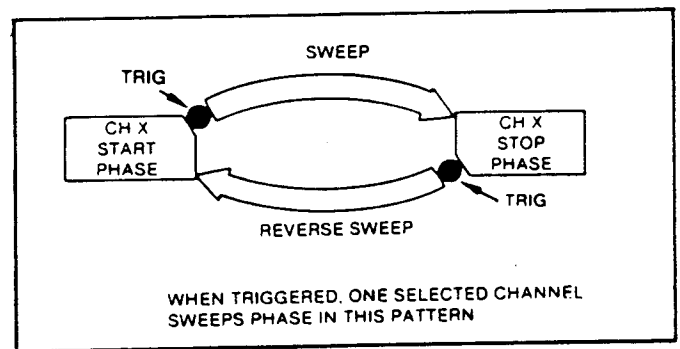 SWEEP
TRIG
CH X
START
PHASE
CH X
STOP
PHASE
TRIG
REVERSE SWEEP
WHEN TRIGGERED, ONE SELECTED CHANNEL
SWEEPS PHASE IN THIS PATTERN